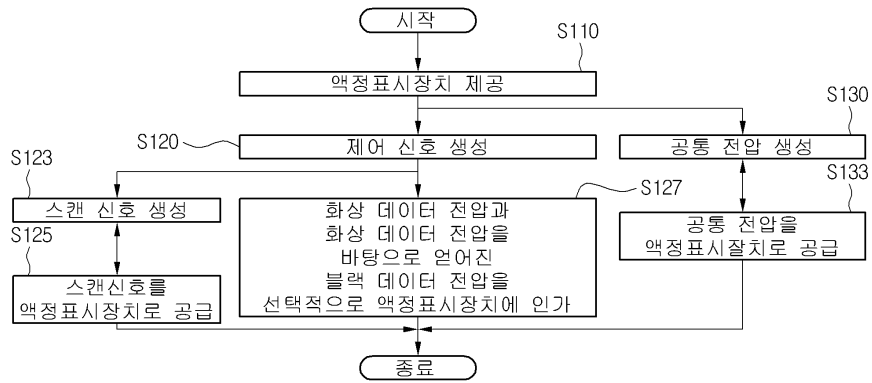 시작
S110
액정표시장치 제공
S130
S120
제어 신호 생성
공통 전압 생성
S123
S127
S133
스캔 신호 생성
화상 데이터 전압과
화상 데이터 전압을
바탕으로 얻어진
블랙 데이터 전압을
선택적으로 액정표시장치에 인가
공통 전압을
액정표시잘치로 공급
S125
스캔신호를
액정표시장치로 공급
종료